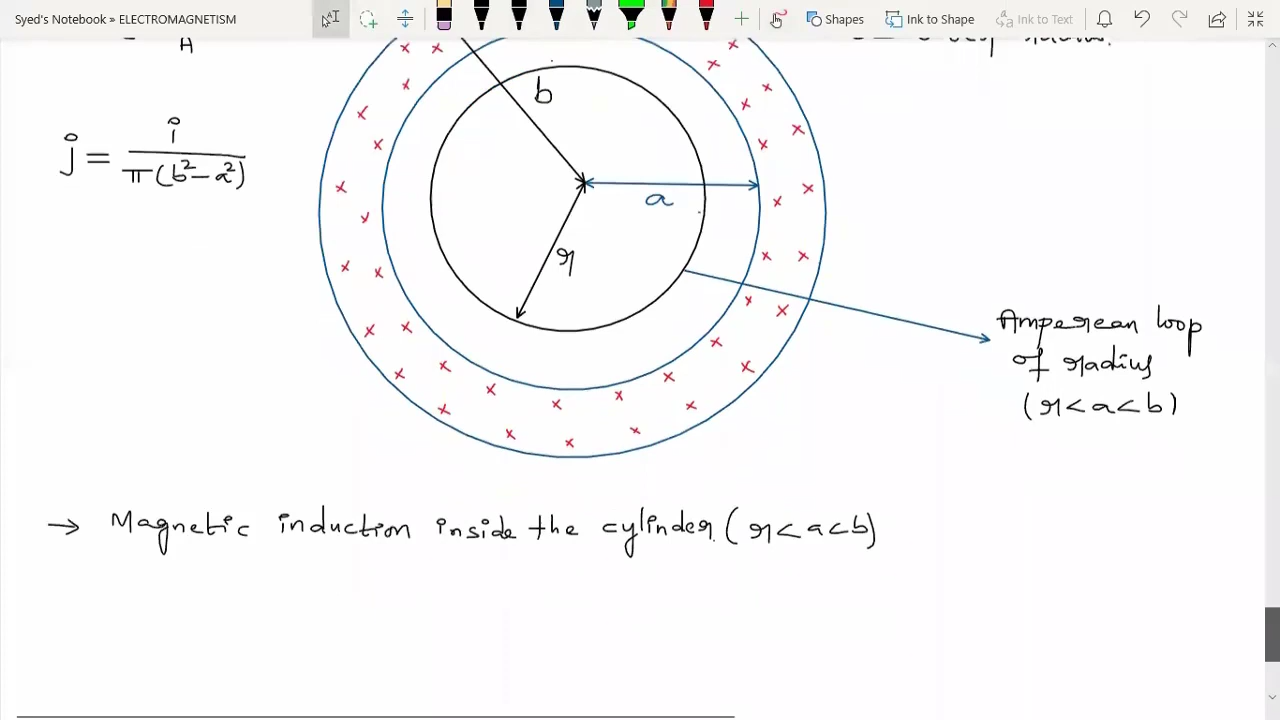 Syed's Notebook » ELECTROMAGNETISM
Shapes
Ink to Shape
Ink to Text
A
b
j = i / π(b² − a²)
a
r
Amperean loop
of radius
(r<a<b)
→ Magnetic induction inside the cylinder (r<a<b)